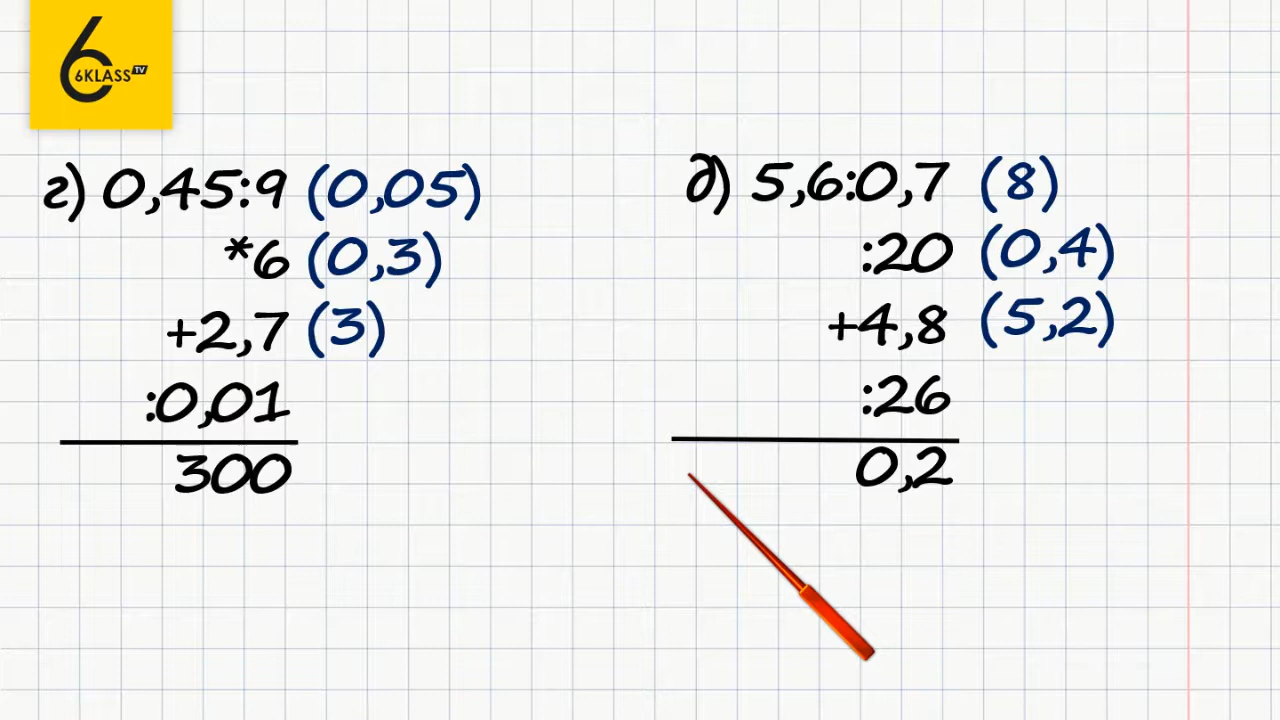 6KLASS TV
г) 0,45:9 (0,05)
*6 (0,3)
+2,7 (3)
:0,01
300
д) 5,6:0,7 (8)
:20 (0,4)
+4,8 (5,2)
:26
0,2